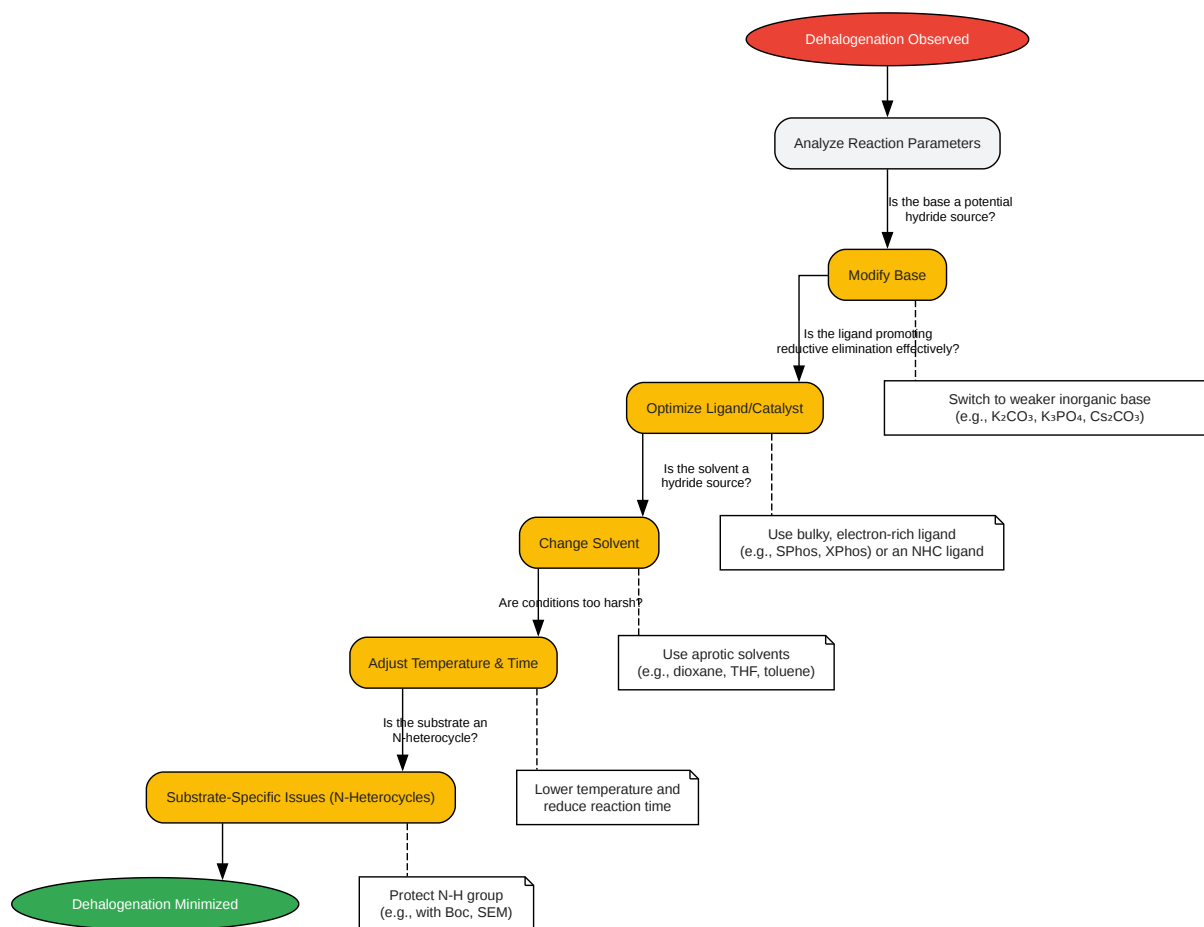 Dehalogenation Observed
Analyze Reaction Parameters
Is the base a potential
hydride source?
Modify Base
Is the ligand promoting
reductive elimination effectively?
Switch to weaker inorganic base
(e.g., K₂CO₃, K₃PO₄, Cs₂CO₃)
Optimize Ligand/Catalyst
Is the solvent a
hydride source?
Use bulky, electron-rich ligand
(e.g., SPhos, XPhos) or an NHC ligand
Change Solvent
Are conditions too harsh?
Use aprotic solvents
(e.g., dioxane, THF, toluene)
Adjust Temperature & Time
Is the substrate an
N-heterocycle?
Lower temperature and
reduce reaction time
Substrate-Specific Issues (N-Heterocycles)
Protect N-H group
(e.g., with Boc, SEM)
Dehalogenation Minimized